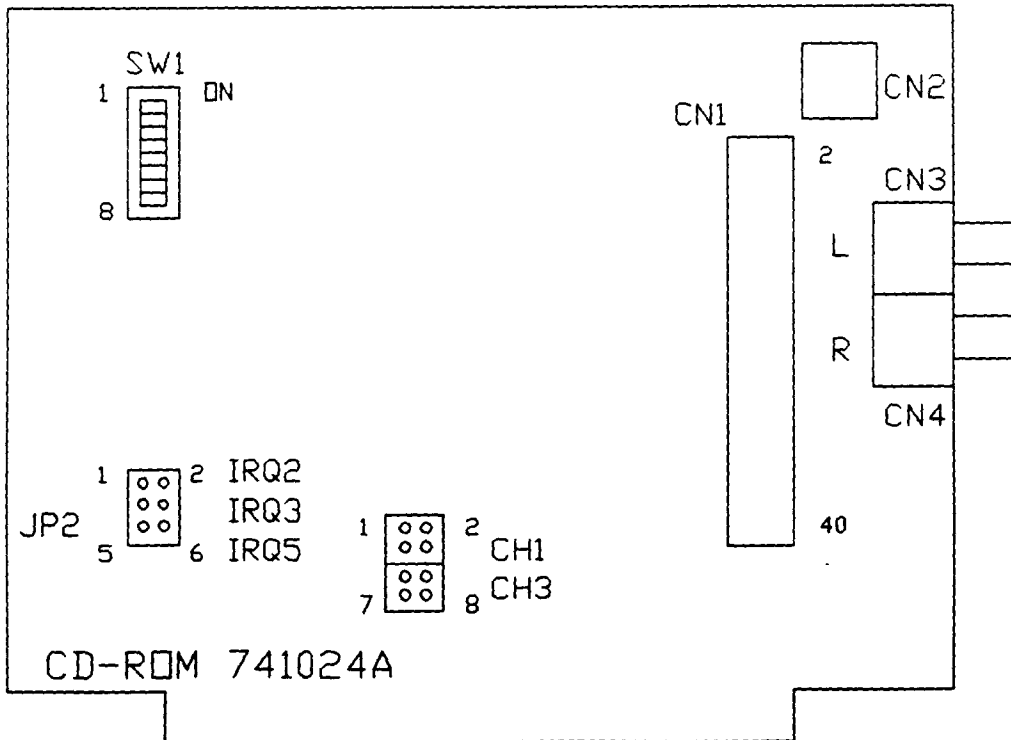 SW1
1 ON
8
CN2
CN1
2
CN3
L
R
CN4
40
1 2 IRQ2
IRQ3
JP2
5 6 IRQ5
1 2
CH1
CH3
7 8
CD-ROM 741024A